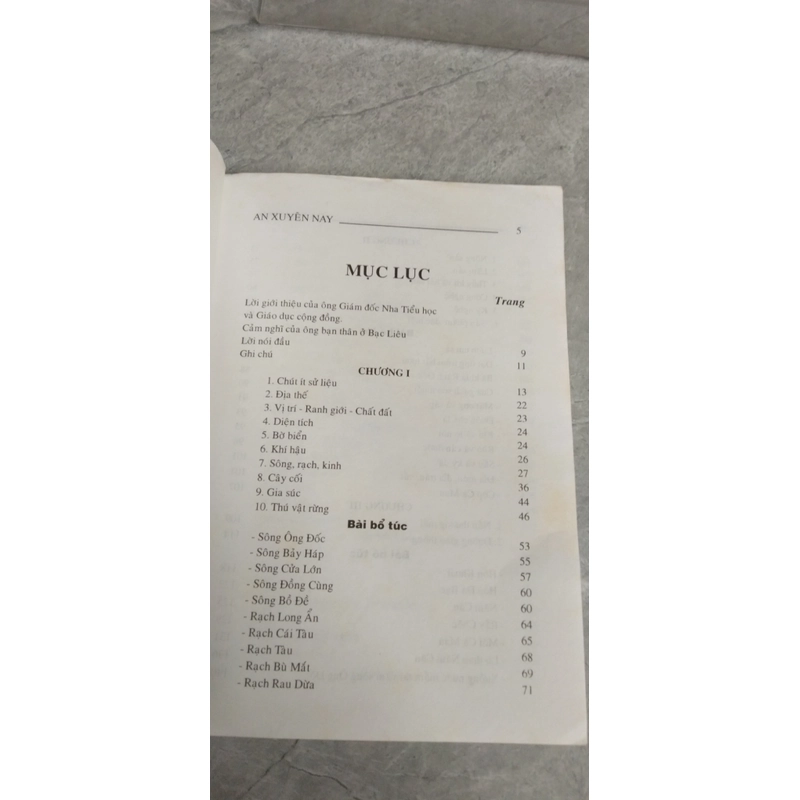 AN XUYÊN NAY 5
MỤC LỤC
Trang
Lời giới thiệu của ông Giám đốc Nha Tiểu học
và Giáo dục cộng đồng.
Cảm nghĩ của ông bạn thân ở Bạc Liêu
Lời nói đầu 9
Ghi chú 11
CHƯƠNG I
1. Chút ít sử liệu 13
2. Địa thế 22
3. Vị trí - Ranh giới - Chất đất 23
4. Diện tích 24
5. Bờ biển 24
6. Khí hậu 26
7. Sông, rạch, kinh 27
8. Cây cối 36
9. Gia súc 44
10. Thú vật rừng 46
Bài bổ túc
- Sông Ông Đốc 53
- Sông Bảy Háp 55
- Sông Cửa Lớn 57
- Sông Đồng Cùng 60
- Sông Bồ Đề 60
- Rạch Long Ẩn 64
- Rạch Cái Tàu 65
- Rạch Tàu 68
- Rạch Bù Mắt 69
- Rạch Rau Dừa 71